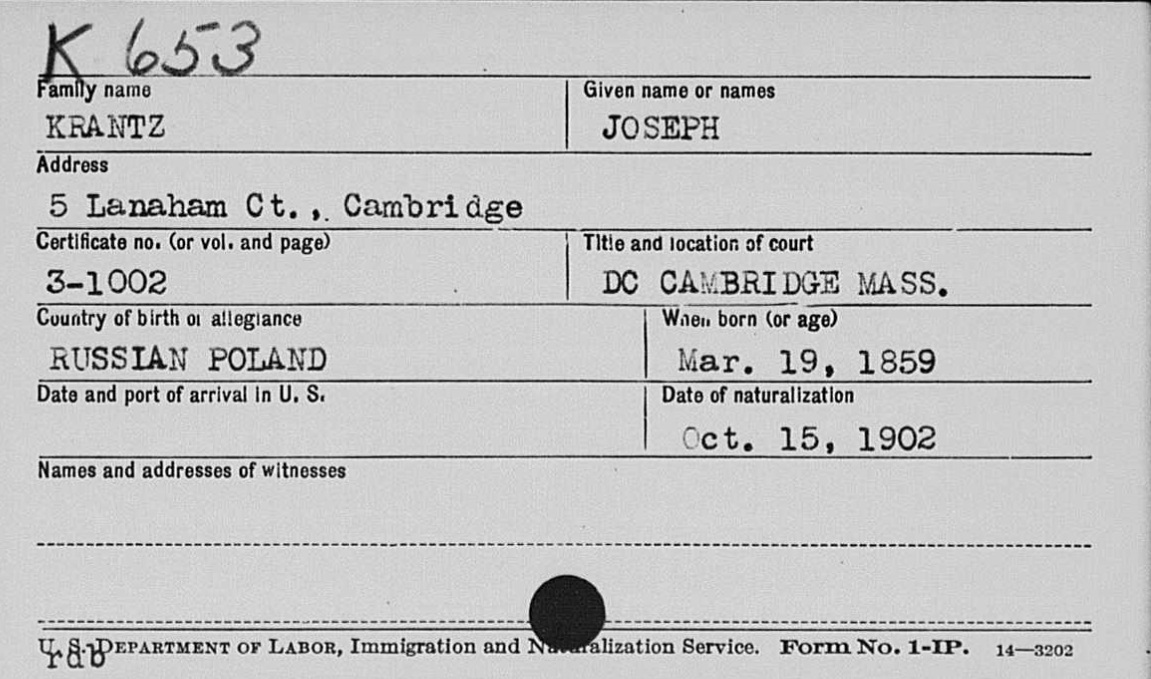 K 653
Family name Given name or names
KRANTZ JOSEPH
Address
5 Lanaham Ct., Cambridge
Certificate no. (or vol. and page) Title and location of court
3-1002 DC CAMBRIDGE MASS.
Country of birth or allegiance When born (or age)
RUSSIAN POLAND Mar. 19, 1859
Date and port of arrival in U. S. Date of naturalization
Oct. 15, 1902
Names and addresses of witnesses
U. S. DEPARTMENT OF LABOR, Immigration and Naturalization Service. Form No. 1-IP. 14—3202